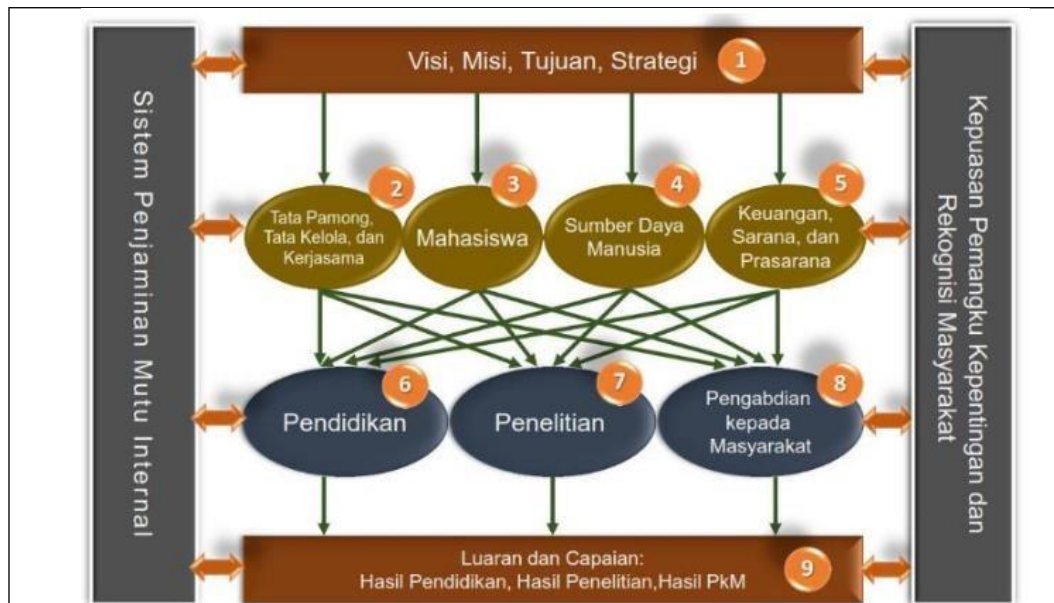 Sistem Penjaminan Mutu Internal
Visi, Misi, Tujuan, Strategi 1
2
Tata Pamong,
Tata Kelola, dan
Kerjasama
3
Mahasiswa
4
Sumber Daya
Manusia
5
Keuangan,
Sarana, dan
Prasarana
6
Pendidikan
7
Penelitian
8
Pengabdian
kepada
Masyarakat
Luaran dan Capaian:
Hasil Pendidikan, Hasil Penelitian,Hasil PkM
9
Kepuasan Pemangku Kepentingan dan
Rekognisi Masyarakat